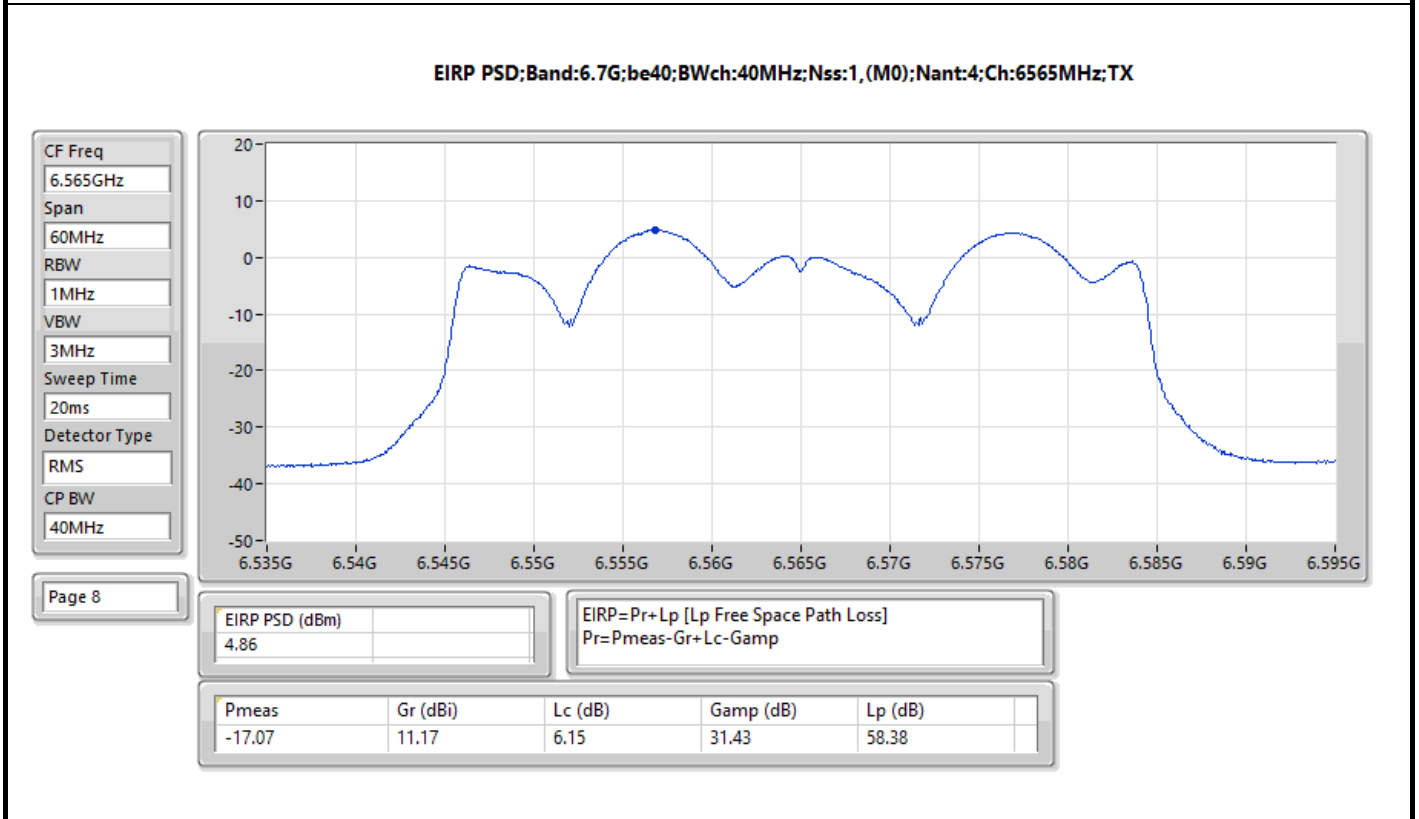 EIRP PSD;Band:6.7G;be40;BWch:40MHz;Nss:1,(M0);Nant:4;Ch:6565MHz;TX
CF Freq
6.565GHz
Span
60MHz
RBW
1MHz
VBW
3MHz
Sweep Time
20ms
Detector Type
RMS
CP BW
40MHz
Page 8
20
10
0
-10
-20
-30
-40
-50
6.535G 6.54G 6.545G 6.55G 6.555G 6.56G 6.565G 6.57G 6.575G 6.58G 6.585G 6.59G 6.595G
EIRP PSD (dBm)
4.86
EIRP=Pr+Lp [Lp Free Space Path Loss]
Pr=Pmeas-Gr+Lc-Gamp
Pmeas Gr (dBi) Lc (dB) Gamp (dB) Lp (dB)
-17.07 11.17 6.15 31.43 58.38